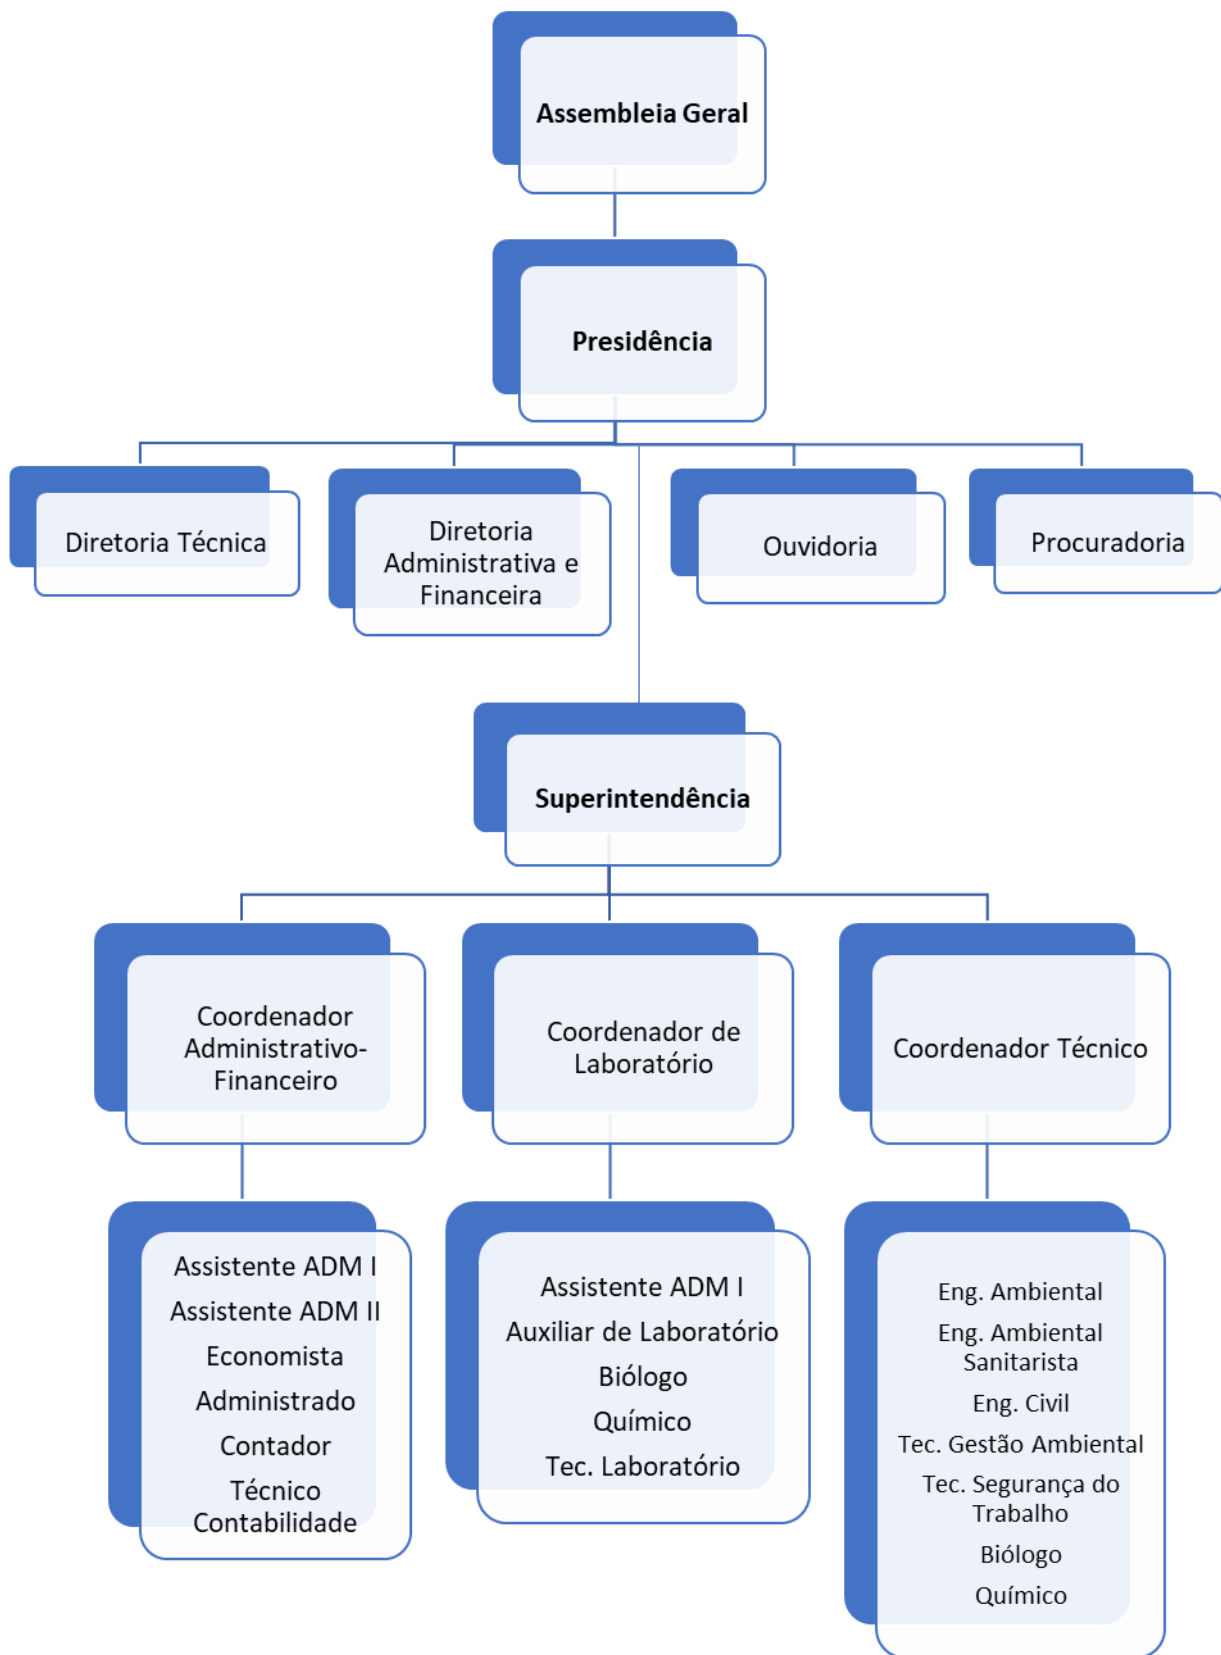 Assembleia Geral
Presidência
Diretoria Técnica
Diretoria
Administrativa e
Financeira
Ouvidoria
Procuradoria
Superintendência
Coordenador
Administrativo-
Financeiro
Coordenador de
Laboratório
Coordenador Técnico
Assistente ADM I
Assistente ADM II
Economista
Administrado
Contador
Técnico
Contabilidade
Assistente ADM I
Auxiliar de Laboratório
Biólogo
Químico
Tec. Laboratório
Eng. Ambiental
Eng. Ambiental
Sanitarista
Eng. Civil
Tec. Gestão Ambiental
Tec. Segurança do
Trabalho
Biólogo
Químico